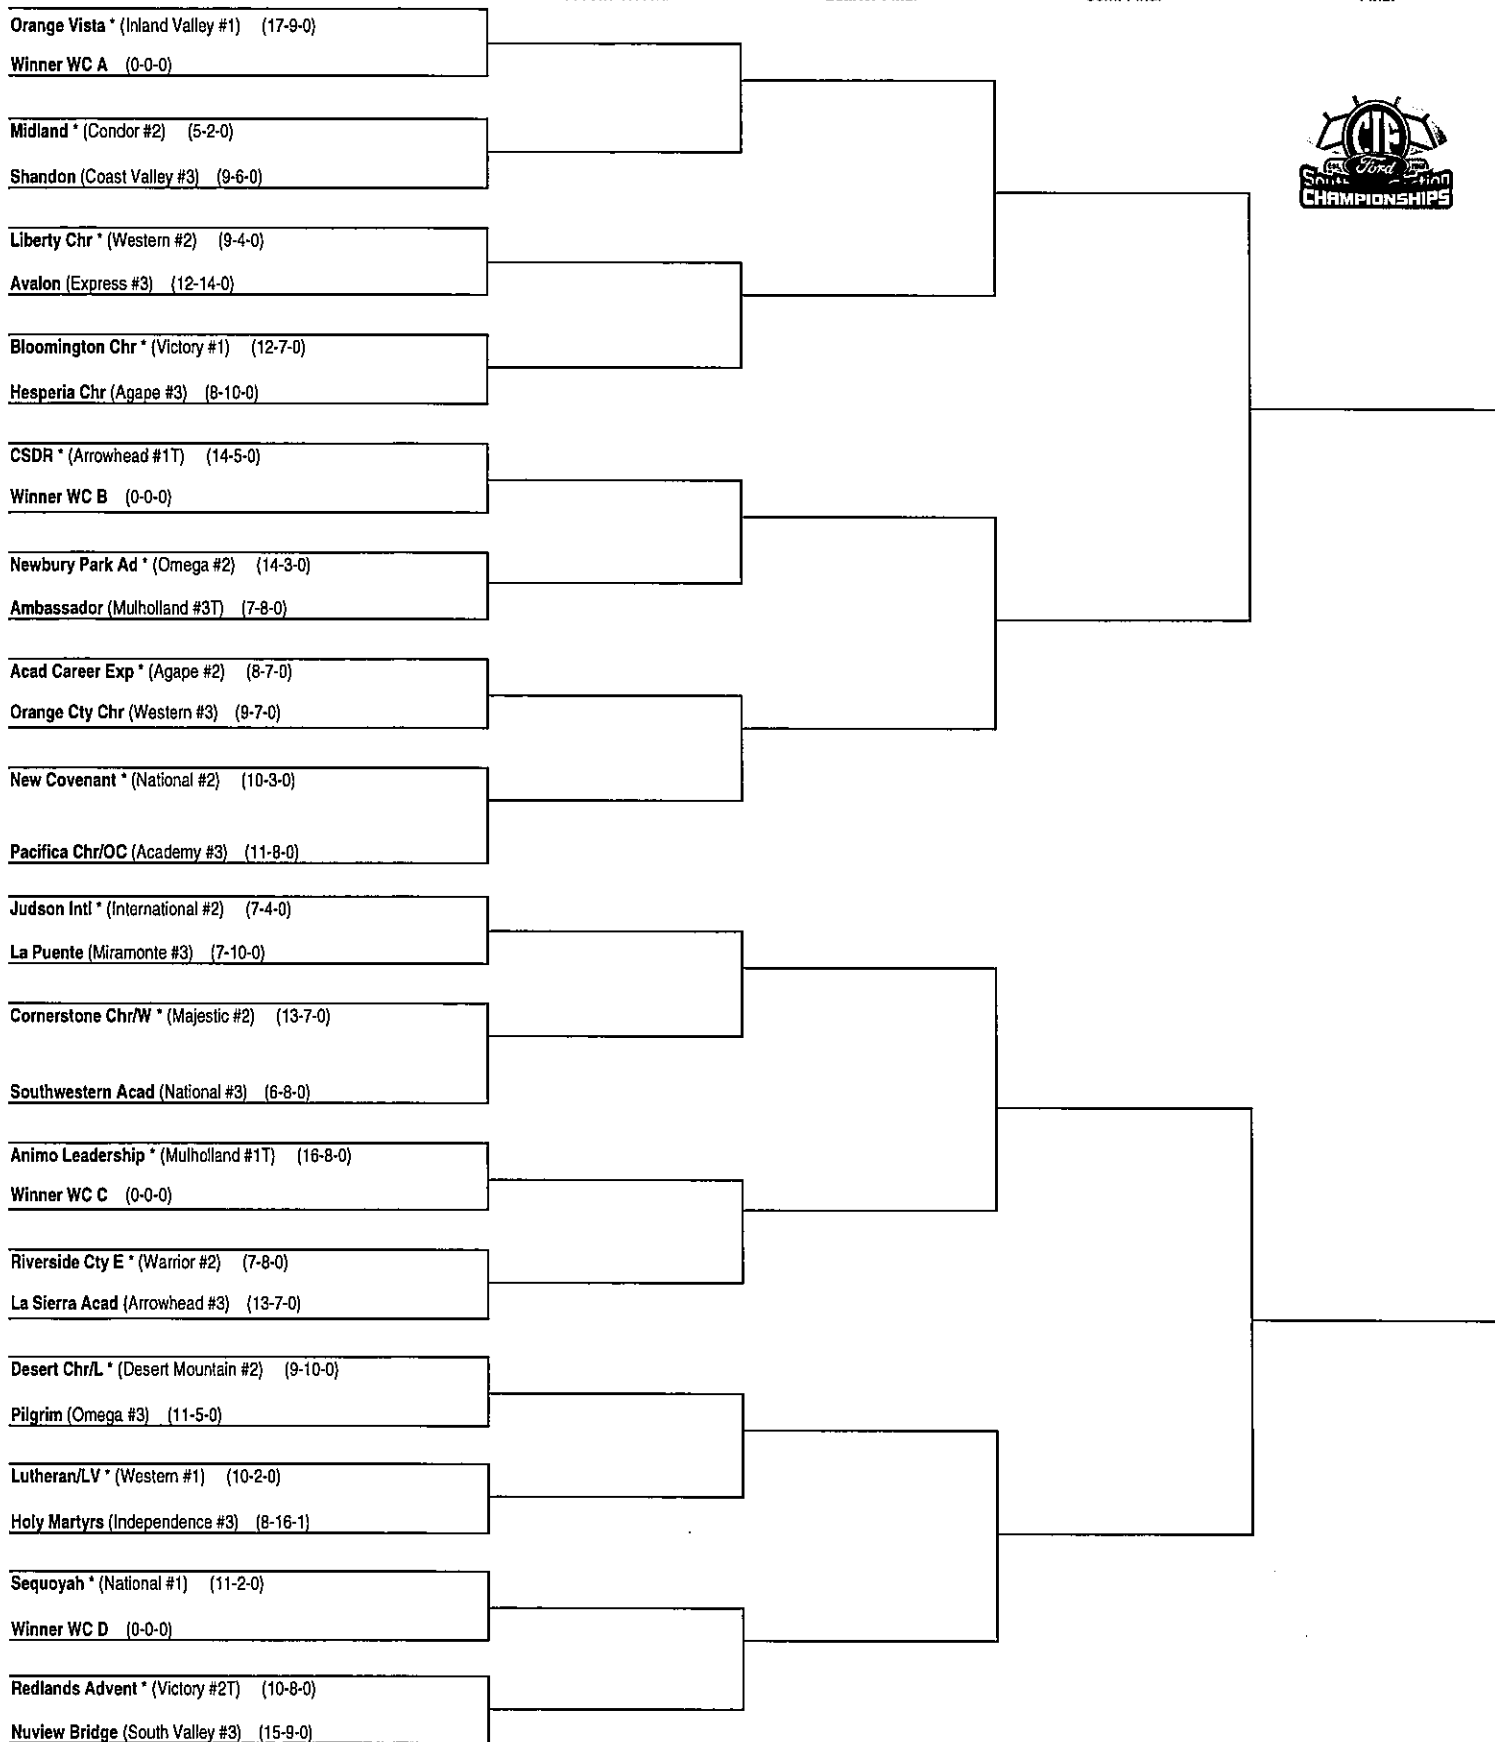 Orange Vista * (Inland Valley #1) (17-9-0)
Winner WC A (0-0-0)
Midland * (Condor #2) (5-2-0)
Shandon (Coast Valley #3) (9-6-0)
Liberty Chr * (Western #2) (9-4-0)
Avalon (Express #3) (12-14-0)
Bloomington Chr * (Victory #1) (12-7-0)
Hesperia Chr (Agape #3) (8-10-0)
CSDR * (Arrowhead #1T) (14-5-0)
Winner WC B (0-0-0)
Newbury Park Ad * (Omega #2) (14-3-0)
Ambassador (Mulholland #3T) (7-8-0)
Acad Career Exp * (Agape #2) (8-7-0)
Orange Cty Chr (Western #3) (9-7-0)
New Covenant * (National #2) (10-3-0)
Pacifica Chr/OC (Academy #3) (11-8-0)
Judson Intl * (International #2) (7-4-0)
La Puente (Miramonte #3) (7-10-0)
Cornerstone Chr/W * (Majestic #2) (13-7-0)
Southwestern Acad (National #3) (6-8-0)
Animo Leadership * (Mulholland #1T) (16-8-0)
Winner WC C (0-0-0)
Riverside Cty E * (Warrior #2) (7-8-0)
La Sierra Acad (Arrowhead #3) (13-7-0)
Desert Chr/L * (Desert Mountain #2) (9-10-0)
Pilgrim (Omega #3) (11-5-0)
Lutheran/LV * (Western #1) (10-2-0)
Holy Martyrs (Independence #3) (8-16-1)
Sequoyah * (National #1) (11-2-0)
Winner WC D (0-0-0)
Redlands Advent * (Victory #2T) (10-8-0)
Nuview Bridge (South Valley #3) (15-9-0)
CIF
Ford
CHAMPIONSHIPS